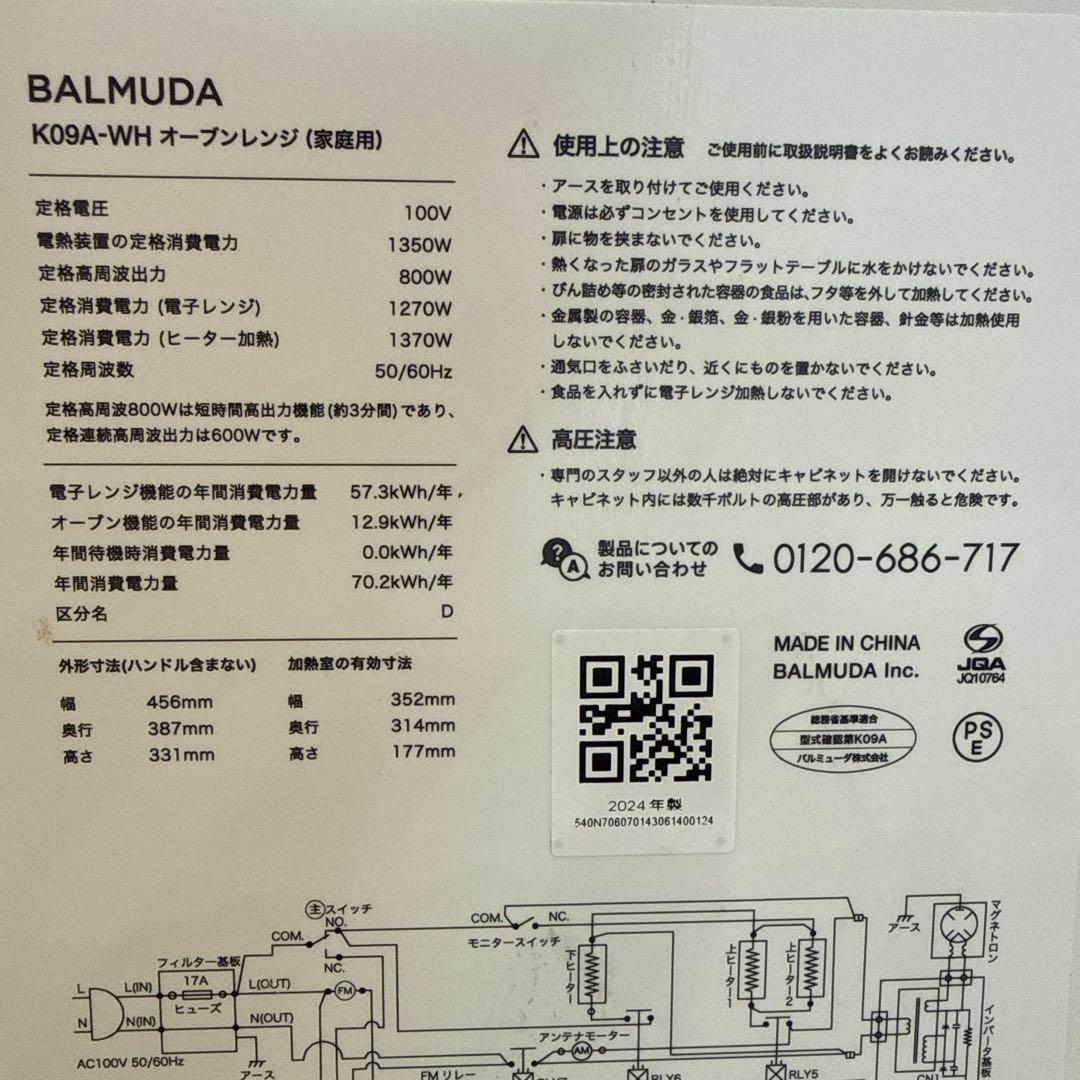 BALMUDA
K09A-WH オーブンレンジ (家庭用)
定格電圧 100V
電熱装置の定格消費電力 1350W
定格高周波出力 800W
定格消費電力 (電子レンジ) 1270W
定格消費電力 (ヒーター加熱) 1370W
定格周波数 50/60Hz
定格高周波800Wは短時間高出力機能(約3分間)であり、
定格連続高周波出力は600Wです。
電子レンジ機能の年間消費電力量 57.3kWh/年
オーブン機能の年間消費電力量 12.9kWh/年
年間待機時消費電力量 0.0kWh/年
年間消費電力量 70.2kWh/年
区分名 D
外形寸法(ハンドル含まない) 加熱室の有効寸法
幅 456mm 幅 352mm
奥行 387mm 奥行 314mm
高さ 331mm 高さ 177mm
使用上の注意 ご使用前に取扱説明書をよくお読みください。
・アースを取り付けてご使用ください。
・電源は必ずコンセントを使用してください。
・扉に物を挟まないでください。
・熱くなった扉のガラスやフラットテーブルに水をかけないでください。
・びん詰め等の密封された容器の食品は、フタ等を外して加熱してください。
・金属製の容器、金・銀箔、金・銀粉を用いた容器、針金等は加熱使用
しないでください。
・通気口をふさいだり、近くにものを置かないでください。
・食品を入れずに電子レンジ加熱しないでください。
高圧注意
・専門のスタッフ以外の人は絶対にキャビネットを開けないでください。
キャビネット内には数千ボルトの高圧部があり、万一触ると危険です。
? A 製品についての
お問い合わせ 0120-686-717
MADE IN CHINA
BALMUDA Inc.
JQA
JQ10764
総務省基準適合
型式確認第K09A
バルミューダ株式会社
PS
E
2024 年製
540N706070143061400124
主スイッチ
NO.
COM.
NC.
COM.
NC.
モニタースイッチ
フィルター基板
17A
ヒューズ
L
L(IN)
L(OUT)
N
N(IN)
N(OUT)
AC100V 50/60Hz
アース
FM
FMリレー
下ヒーター
アンテナモーター
AM
上ヒーター1
上ヒーター2
RLY6
RLY5
アース
マグネトロン
インバータ基板
CN1